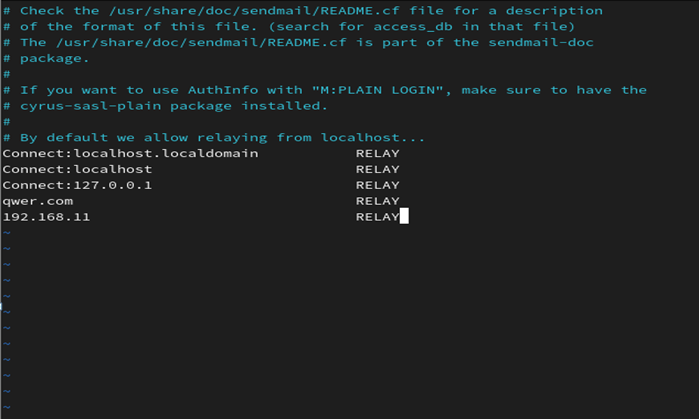 # Check the /usr/share/doc/sendmail/README.cf file for a description
# of the format of this file. (search for access_db in that file)
# The /usr/share/doc/sendmail/README.cf is part of the sendmail-doc
# package.
#
# If you want to use AuthInfo with "M:PLAIN LOGIN", make sure to have the
# cyrus-sasl-plain package installed.
#
# By default we allow relaying from localhost...
Connect:localhost.localdomain RELAY
Connect:localhost RELAY
Connect:127.0.0.1 RELAY
qwer.com RELAY
192.168.11 RELAY
~
~
~
~
~
~
~
~
~
~
~
~